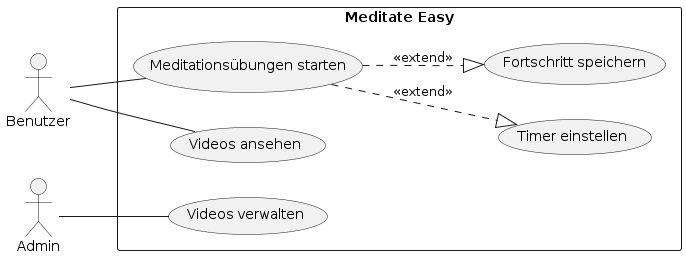 Meditate Easy
Meditationsübungen starten
«extend»
Fortschritt speichern
«extend»
Benutzer
Timer einstellen
Videos ansehen
Videos verwalten
Admin